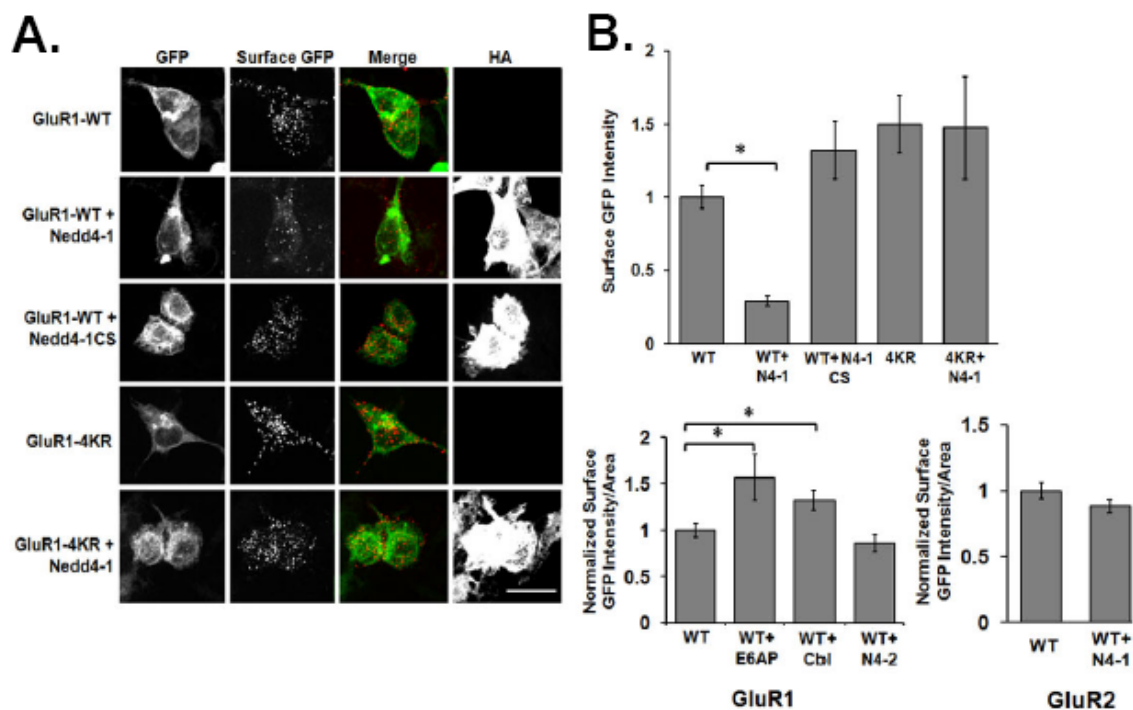 A.
GFP Surface GFP Merge HA
GluR1-WT
GluR1-WT +
Nedd4-1
GluR1-WT +
Nedd4-1CS
GluR1-4KR
GluR1-4KR +
Nedd4-1
B.
Surface GFP Intensity
2
1.5
1
0.5
0
*
WT
WT+
N4-1
WT+N4-1
CS
4KR
4KR+
N4-1
Normalized Surface
GFP Intensity/Area
2
1.5
1
0.5
0
*
*
WT
WT+
E6AP
WT+
Cbl
WT+
N4-2
GluR1
Normalized Surface
GFP Intensity/Area
1.5
1
0.5
0
WT
WT+
N4-1
GluR2